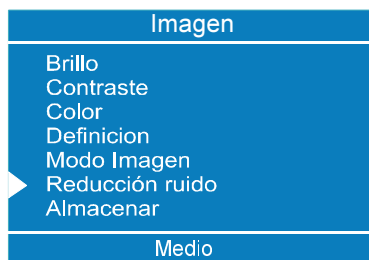 Imagen
Brillo
Contraste
Color
Definicion
Modo Imagen
Reducción ruido
Almacenar
Medio